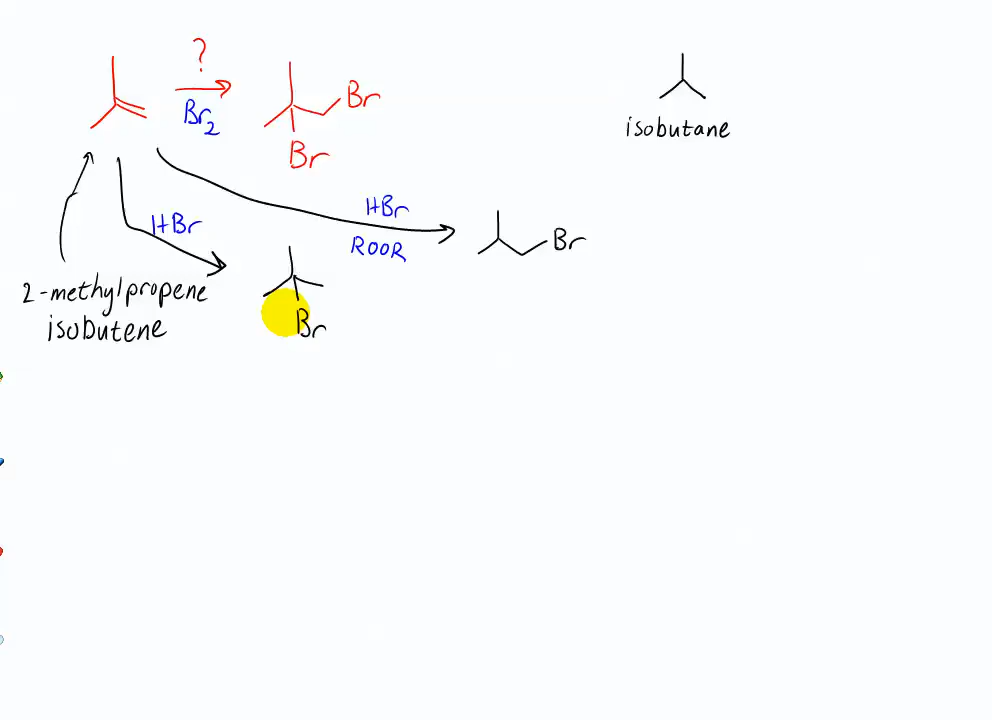 ?
Br2
Br
Br
isobutane
HBr
ROOR
Br
HBr
2-methylpropene
isobutene
Br